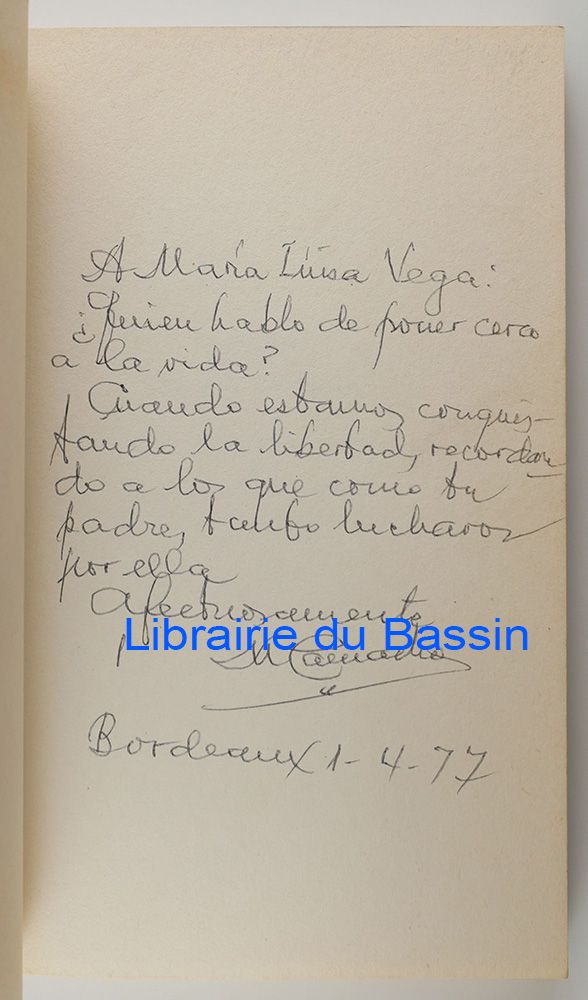 A María Luisa Vega:
¿Quien hablo de poner cerco
a la vida?
Cuando estamos conquis-
tando la libertad, recordan
do a los que como tu
padre, tanto lucharon
por ella
Afectuosamente
Librairie du Bassin
Bordeaux 1-4-77